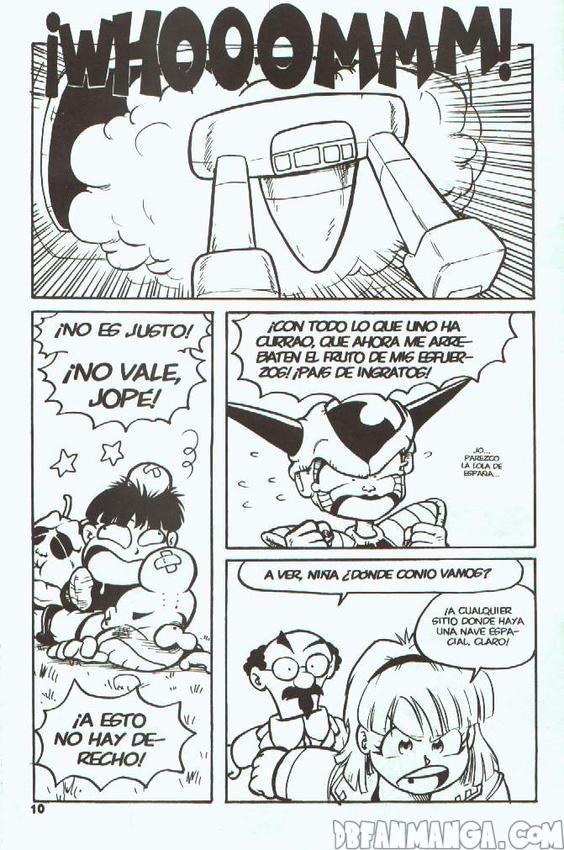 ¡WHOOOMMM!
¡NO ES JUSTO!
¡NO VALE,
JOPÉ!
¡CON TODO LO QUE UNO HA
CURRAO, QUE AHORA ME ARRE-
BATEN EL FRUTO DE MIS ESFUER-
ZOS! ¡PAIS DE INGRATOS!
JO...
PAREZCO
LA LOLA DE
ESPAÑA...
¡A ESTO
NO HAY DE-
RECHO!
A VER, NIÑA ¿DONDE CONIO VAMOS?
¡A CUALQUIER
SITIO DONDE HAYA
UNA NAVE ESPA-
CIAL, CLARO!
10
DBFANMANGA.COM